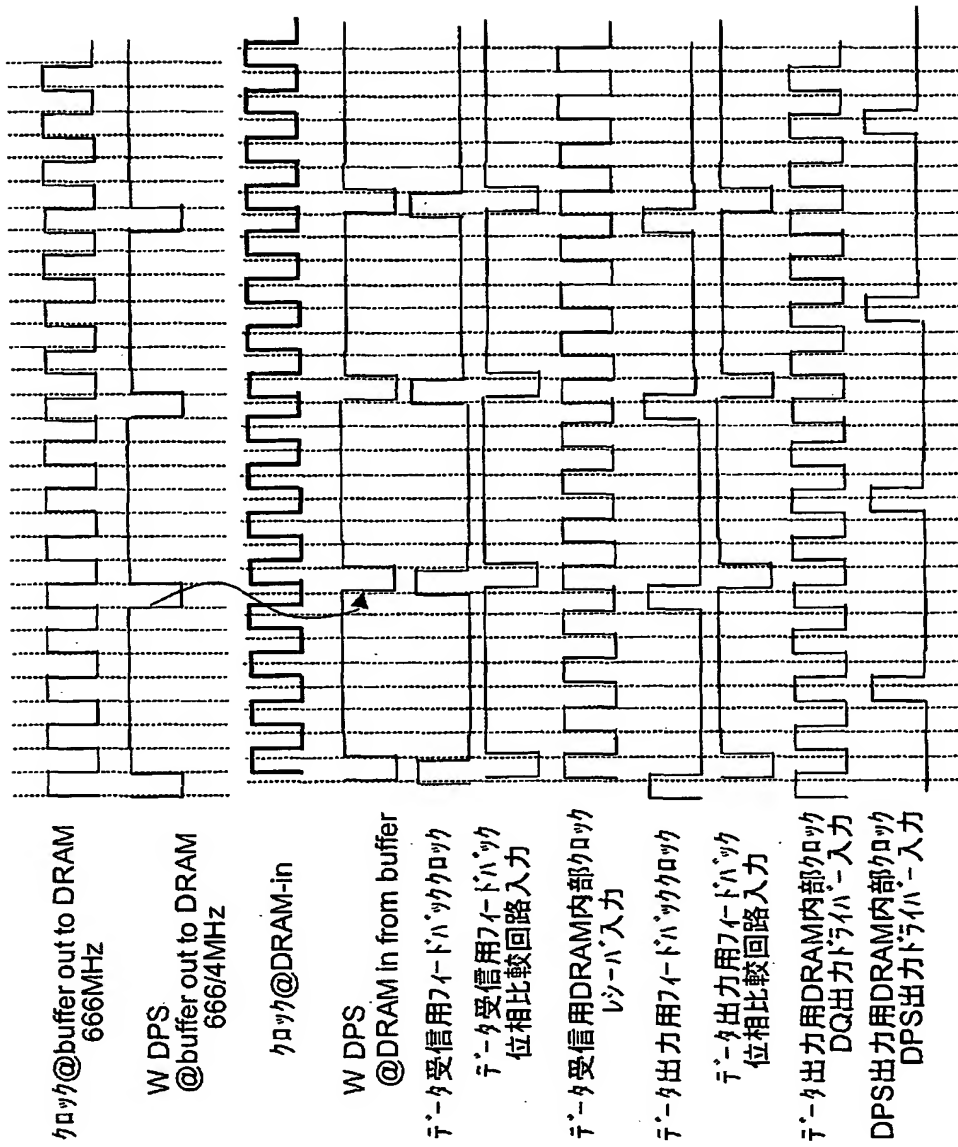 クロック@buffer out to DRAM
666MHz
W DPS
@buffer out to DRAM
666/4MHz
クロック@DRAM-in
W DPS
@DRAM in from buffer
データ受信用フィードバッククロック
データ受信用フィードバック
位相比較回路入力
データ受信用DRAM内部クロック
レシーバ入力
データ出力用フィードバッククロック
データ出力用フィードバック
位相比較回路入力
データ出力用DRAM内部クロック
DQ出力ドライバー入力
DPS出力用DRAM内部クロック
DPS出力ドライバー入力